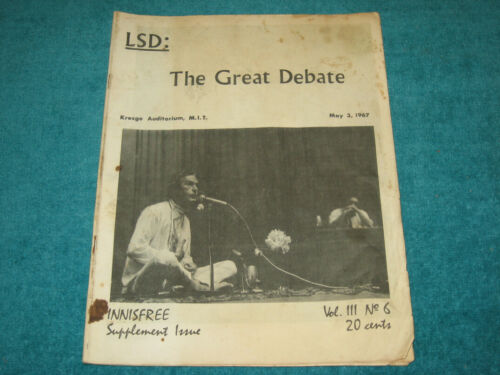 LSD:
The Great Debate
Kresge Auditorium, M.I.T.
May 3, 1967
INNISFREE
Supplement Issue
Vol. III Nº 6
20 cents